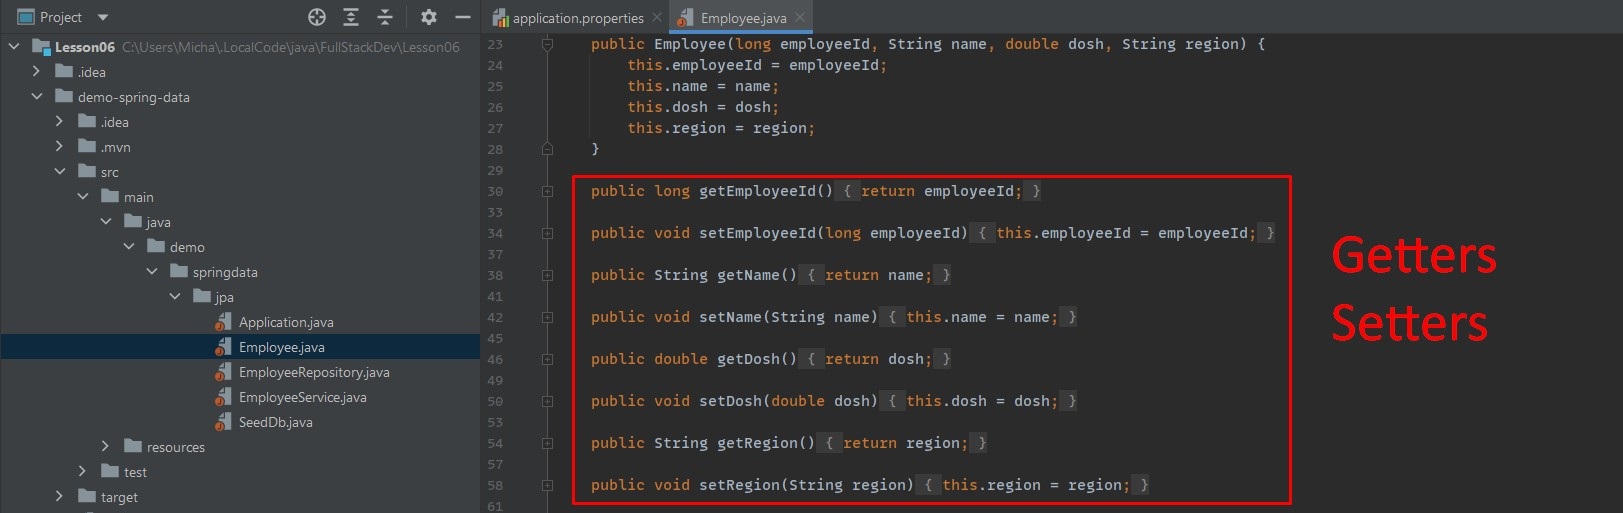 Project
Lesson06 C:\Users\Micha\.LocalCode\java\FullStackDev\Lesson06
.idea
demo-spring-data
.idea
.mvn
src
main
java
demo
springdata
jpa
Application.java
Employee.java
EmployeeRepository.java
EmployeeService.java
SeedDb.java
resources
test
target
application.properties
Employee.java
23 public Employee(long employeeId, String name, double dosh, String region) {
24 this.employeeId = employeeId;
25 this.name = name;
26 this.dosh = dosh;
27 this.region = region;
28 }
29
30 public long getEmployeeId() { return employeeId; }
33
34 public void setEmployeeId(long employeeId) { this.employeeId = employeeId; }
37
38 public String getName() { return name; }
41
42 public void setName(String name) { this.name = name; }
45
46 public double getDosh() { return dosh; }
49
50 public void setDosh(double dosh) { this.dosh = dosh; }
53
54 public String getRegion() { return region; }
57
58 public void setRegion(String region) { this.region = region; }
61
Getters
Setters